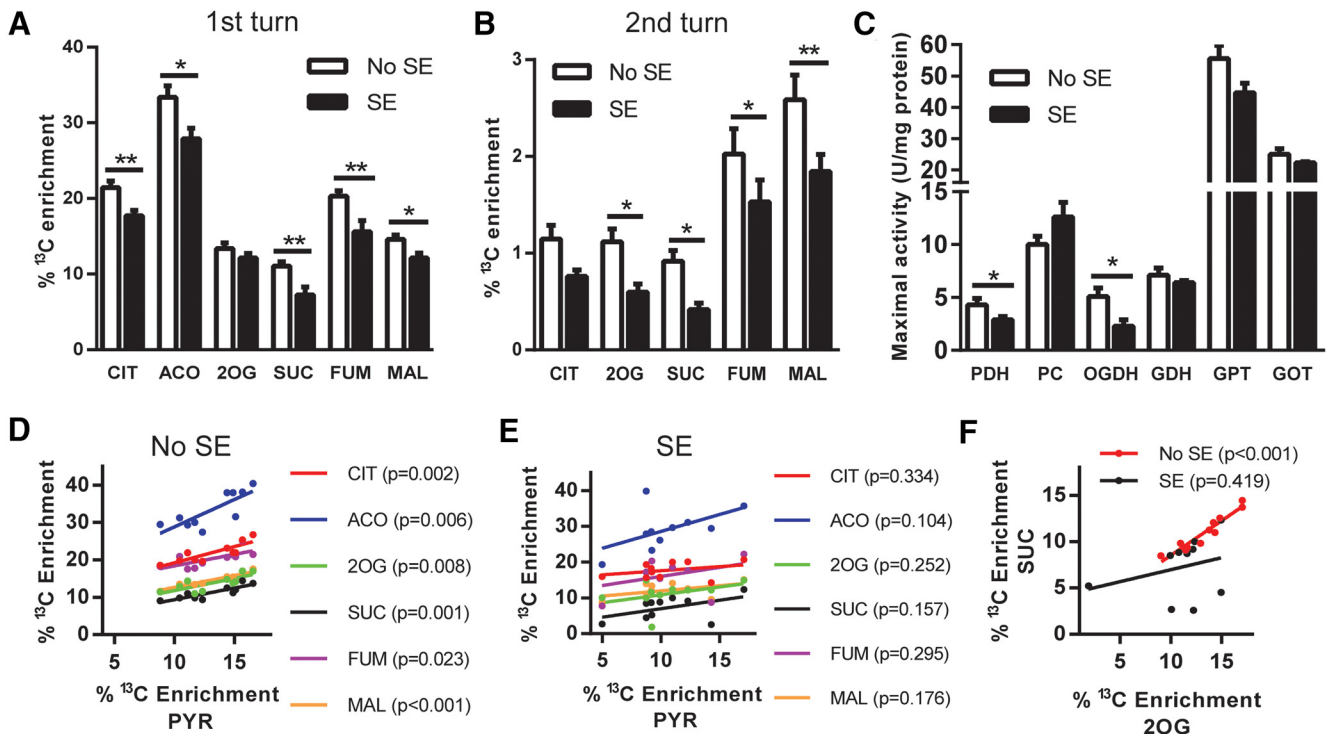 A
1st turn
% ¹³C enrichment
40
30
20
10
0
No SE
SE
**
*
**
**
*
CIT ACO 2OG SUC FUM MAL
B
2nd turn
% ¹³C enrichment
3
2
1
0
No SE
SE
*
*
*
**
CIT 2OG SUC FUM MAL
C
Maximal activity (U/mg protein)
60
50
40
30
20
15
10
5
0
No SE
SE
*
*
PDH PC OGDH GDH GPT GOT
D
No SE
% ¹³C Enrichment
40
30
20
10
0
5 10 15
% ¹³C Enrichment
PYR
CIT (p=0.002)
ACO (p=0.006)
2OG (p=0.008)
SUC (p=0.001)
FUM (p=0.023)
MAL (p<0.001)
E
SE
% ¹³C Enrichment
40
30
20
10
0
5 10 15
% ¹³C Enrichment
PYR
CIT (p=0.334)
ACO (p=0.104)
2OG (p=0.252)
SUC (p=0.157)
FUM (p=0.295)
MAL (p=0.176)
F
No SE (p<0.001)
SE (p=0.419)
% ¹³C Enrichment
SUC
15
10
5
0
5 10 15
% ¹³C Enrichment
2OG